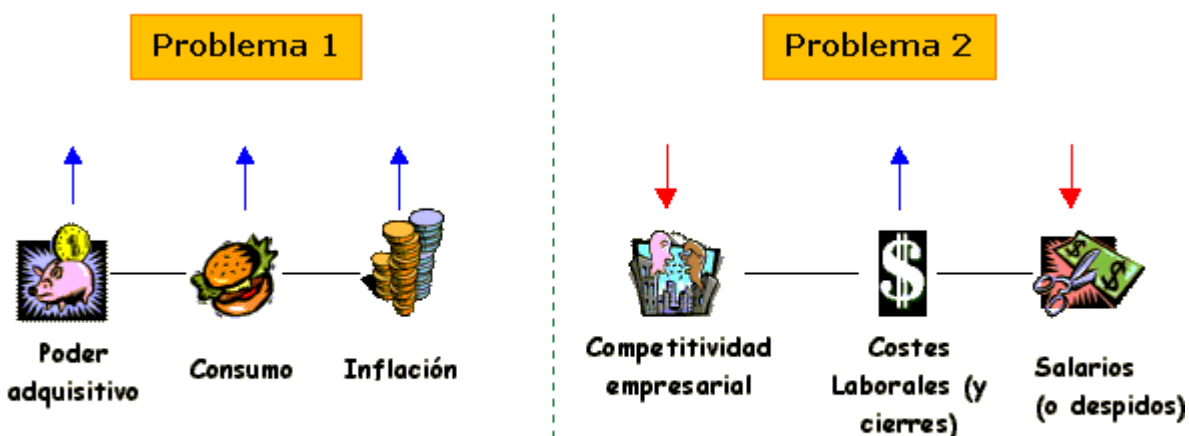 Problema 1
Poder
adquisitivo
Consumo
Inflación
Problema 2
Competitividad
empresarial
Costes
Laborales (y
cierres)
Salarios
(o despidos)